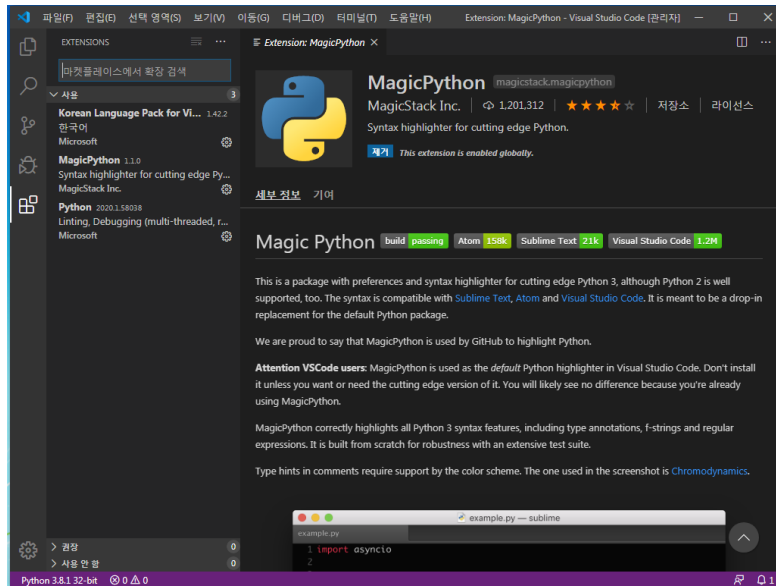 파일(F) 편집(E) 선택 영역(S) 보기(V) 이동(G) 디버그(D) 터미널(T) 도움말(H) Extension: MagicPython - Visual Studio Code [관리자]
EXTENSIONS
마켓플레이스에서 확장 검색
사용 3
Korean Language Pack for Vi... 1.42.2
한국어
Microsoft
MagicPython 1.1.0
Syntax highlighter for cutting edge Py...
MagicStack Inc.
Python 2020.1.58038
Linting, Debugging (multi-threaded, r...
Microsoft
권장 0
사용 안 함 0
Extension: MagicPython
MagicPython magicstack.magicpython
MagicStack Inc. 1,201,312 저장소 라이선스
Syntax highlighter for cutting edge Python.
제거 This extension is enabled globally.
세부 정보 기여
Magic Python build passing Atom 158k Sublime Text 21k Visual Studio Code 1.2M
This is a package with preferences and syntax highlighter for cutting edge Python 3, although Python 2 is well
supported, too. The syntax is compatible with Sublime Text, Atom and Visual Studio Code. It is meant to be a drop-in
replacement for the default Python package.
We are proud to say that MagicPython is used by GitHub to highlight Python.
Attention VSCode users: MagicPython is used as the default Python highlighter in Visual Studio Code. Don't install
it unless you want or need the cutting edge version of it. You will likely see no difference because you're already
using MagicPython.
MagicPython correctly highlights all Python 3 syntax features, including type annotations, f-strings and regular
expressions. It is built from scratch for robustness with an extensive test suite.
Type hints in comments require support by the color scheme. The one used in the screenshot is Chromodynamics.
example.py — sublime
example.py
1 import asyncio
2
Python 3.8.1 32-bit 0 0 1